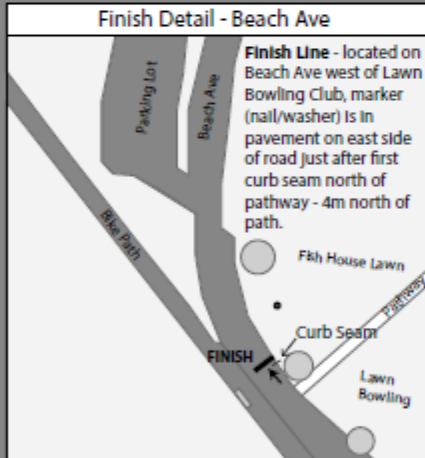 Finish Detail - Beach Ave
Finish Line - located on
Beach Ave west of Lawn
Bowling Club, marker
(nail/washer) is in
pavement on east side
of road just after first
curb seam north of
pathway - 4m north of
path.
Parking Lot
Beach Ave
Bike Path
Fish House Lawn
Pathway
Curb Seam
FINISH
Lawn
Bowling